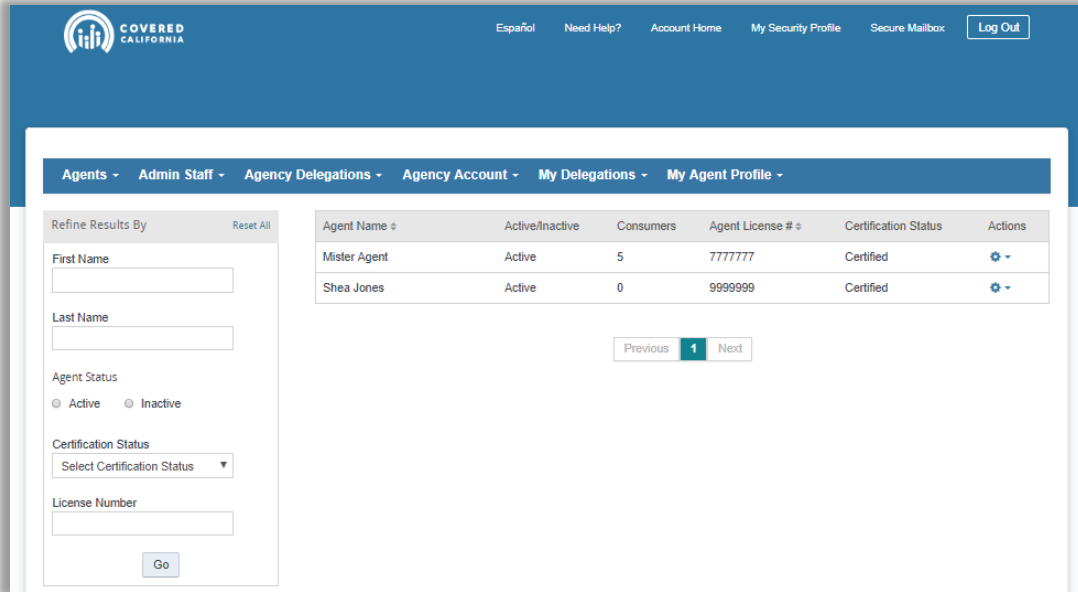 COVERED
CALIFORNIA
Español Need Help? Account Home My Security Profile Secure Mailbox Log Out
Agents Admin Staff Agency Delegations Agency Account My Delegations My Agent Profile
Refine Results By Reset All
First Name
Last Name
Agent Status
Active Inactive
Certification Status
Select Certification Status
License Number
Go
Agent Name Active/Inactive Consumers Agent License # Certification Status Actions
Mister Agent Active 5 7777777 Certified
Shea Jones Active 0 9999999 Certified
Previous 1 Next